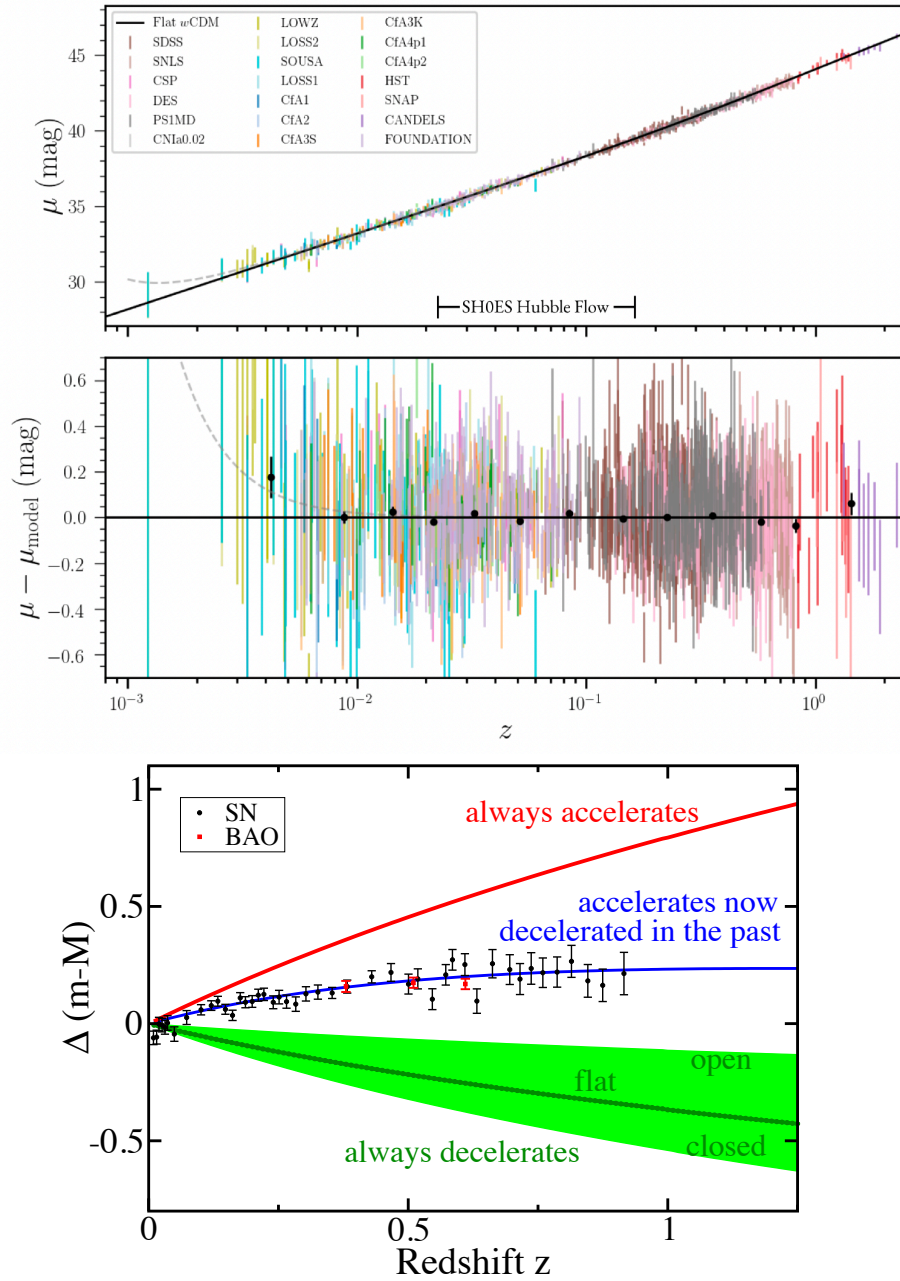 Flat wCDM
SDSS
SNLS
CSP
DES
PS1MD
CNIa0.02
LOWZ
LOSS2
SOUSA
LOSS1
CfA1
CfA2
CfA3S
CfA3K
CfA4p1
CfA4p2
HST
SNAP
CANDELS
FOUNDATION
45
40
35
30
μ (mag)
SH0ES Hubble Flow
0.6
0.4
0.2
0.0
−0.2
−0.4
−0.6
μ − μmodel (mag)
10⁻³
10⁻²
10⁻¹
10⁰
z
1
0.5
0
-0.5
Δ (m-M)
SN
BAO
always accelerates
accelerates now
decelerated in the past
open
flat
closed
always decelerates
0
0.5
1
Redshift z